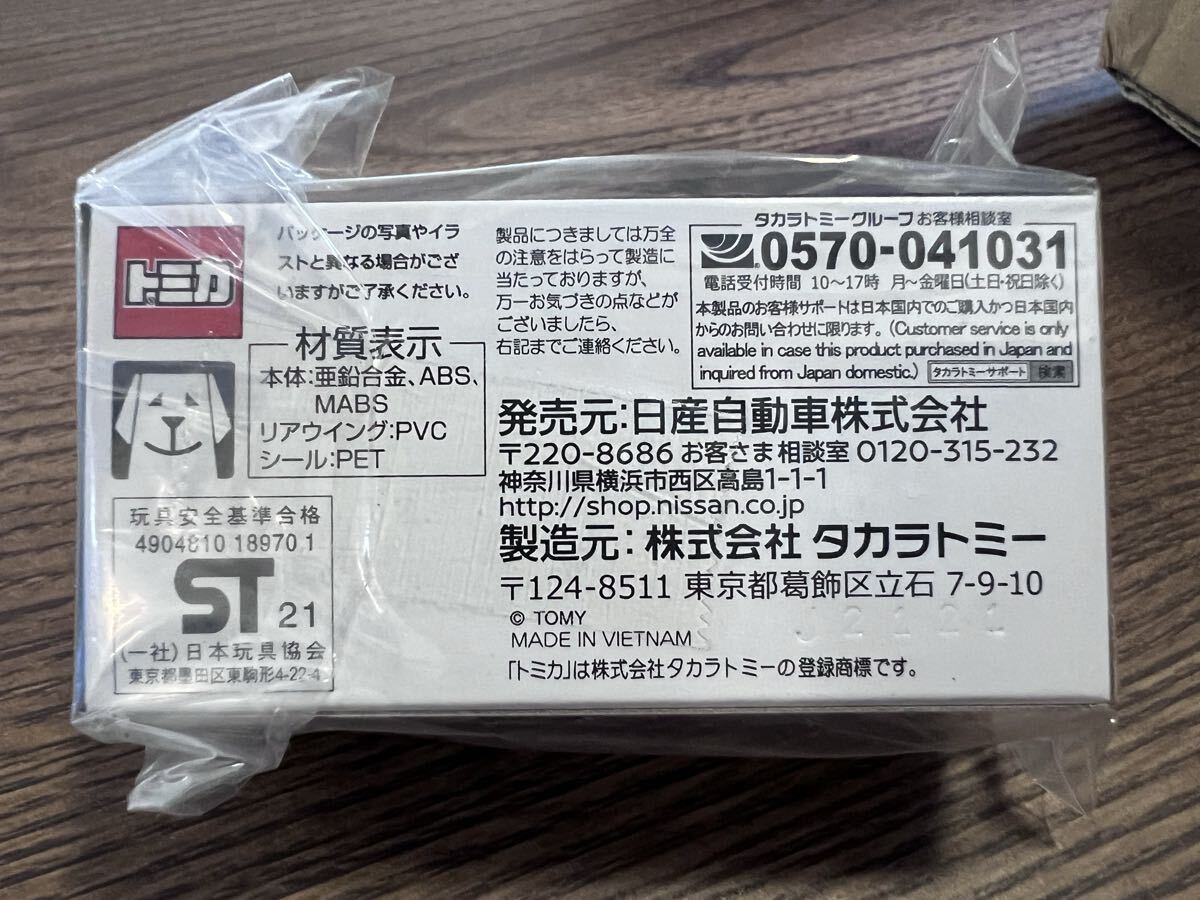 トミカ
パッケージの写真やイラ
ストと異なる場合がござ
いますがご了承ください。
材質表示
本体:亜鉛合金、ABS、
MABS
リアウイング:PVC
シール:PET
玩具安全基準合格
4904810 18970 1
ST 21
(一社)日本玩具協会
東京都墨田区東駒形4-22-4
製品につきましては万全
の注意をはらって製造に
当たっておりますが、
万一お気づきの点などが
ございましたら、
右記までご連絡ください。
タカラトミーグループ お客様相談室
0570-041031
電話受付時間 10〜17時 月〜金曜日(土日・祝日除く)
本製品のお客様サポートは日本国内でのご購入かつ日本国内
からのお問い合わせに限ります。(Customer service is only
available in case this product purchased in Japan and
inquired from Japan domestic.) タカラトミーサポート 検索
発売元:日産自動車株式会社
〒220-8686 お客さま相談室 0120-315-232
神奈川県横浜市西区高島1-1-1
http://shop.nissan.co.jp
製造元:株式会社 タカラトミー
〒124-8511 東京都葛飾区立石 7-9-10
© TOMY
MADE IN VIETNAM
「トミカ」は株式会社タカラトミーの登録商標です。